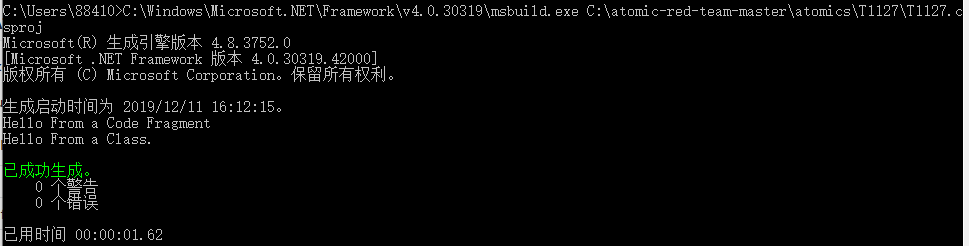 C:\Users\88410>C:\Windows\Microsoft.NET\Framework\v4.0.30319\msbuild.exe C:\atomic-red-team-master\atomics\T1127\T1127.c
sproj
Microsoft(R) 生成引擎版本 4.8.3752.0
[Microsoft .NET Framework 版本 4.0.30319.42000]
版权所有 (C) Microsoft Corporation。保留所有权利。
生成启动时间为 2019/12/11 16:12:15。
Hello From a Code Fragment
Hello From a Class.
已成功生成。
0 个警告
0 个错误
已用时间 00:00:01.62